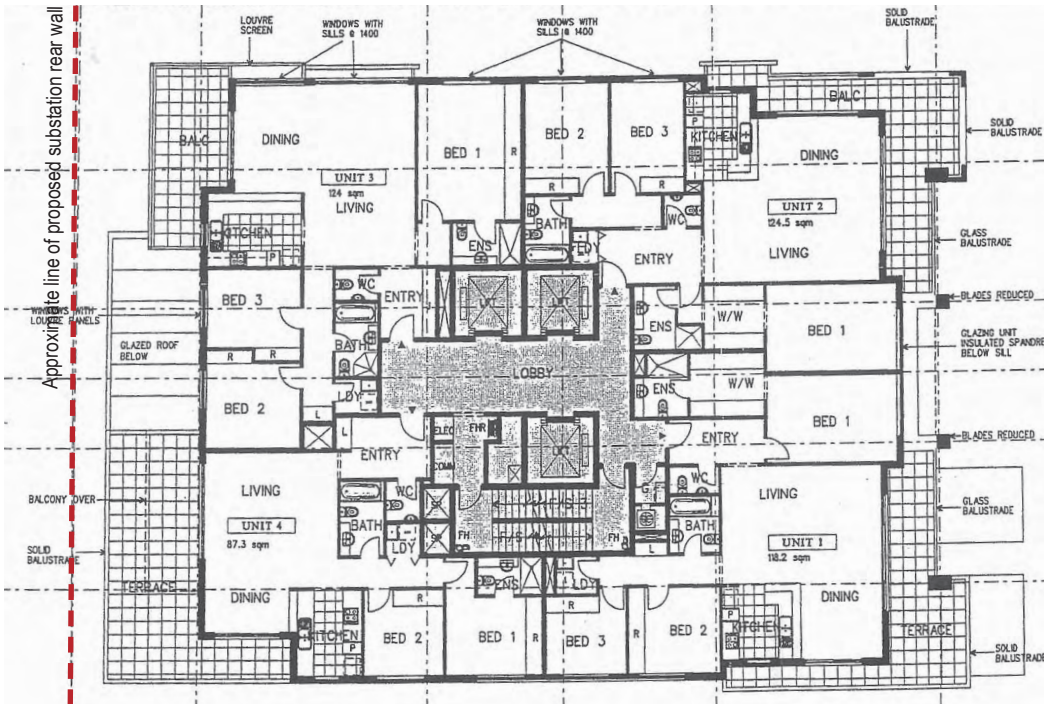 Approximate line of proposed substation rear wall
LOUVRE
SCREEN
WINDOWS WITH
SILLS @ 1400
WINDOWS WITH
SILLS @ 1400
SOLID
BALUSTRADE
BALC
DINING
BED 1
R
BED 2
BED 3
P
KITCHEN
BALC
SOLID
BALUSTRADE
DINING
UNIT 3
124 sqm
LIVING
R
R
UNIT 2
124.5 sqm
LIVING
KITCHEN
P
ENS
BATH
WC
LDY
ENTRY
GLASS
BALUSTRADE
BED 3
WC
ENTRY
LIFT
LIFT
ENS
W/W
BED 1
BLADES REDUCED
WINDOWS WITH
LOUVRE PANELS
GLAZED ROOF
BELOW
BATH
LOBBY
GLAZING UNIT
INSULATED SPANDRE
BELOW SILL
R
R
LDY
ENS
W/W
BED 2
L
L
BED 1
ELEC
FHR
ENTRY
BLADES REDUCED
ENTRY
COMM
LIFT
BALCONY OVER
LIVING
WC
WC
LIVING
GLASS
BALUSTRADE
UNIT 4
87.3 sqm
BATH
G
BATH
UNIT 1
118.2 sqm
SOLID
BALUSTRADE
LDY
FH
FH
L
TERRACE
ENS
LDY
DINING
R
R
DINING
KITCHEN
P
BED 2
BED 1
R
BED 3
R
BED 2
P
KITCHEN
TERRACE
SOLID
BALUSTRADE